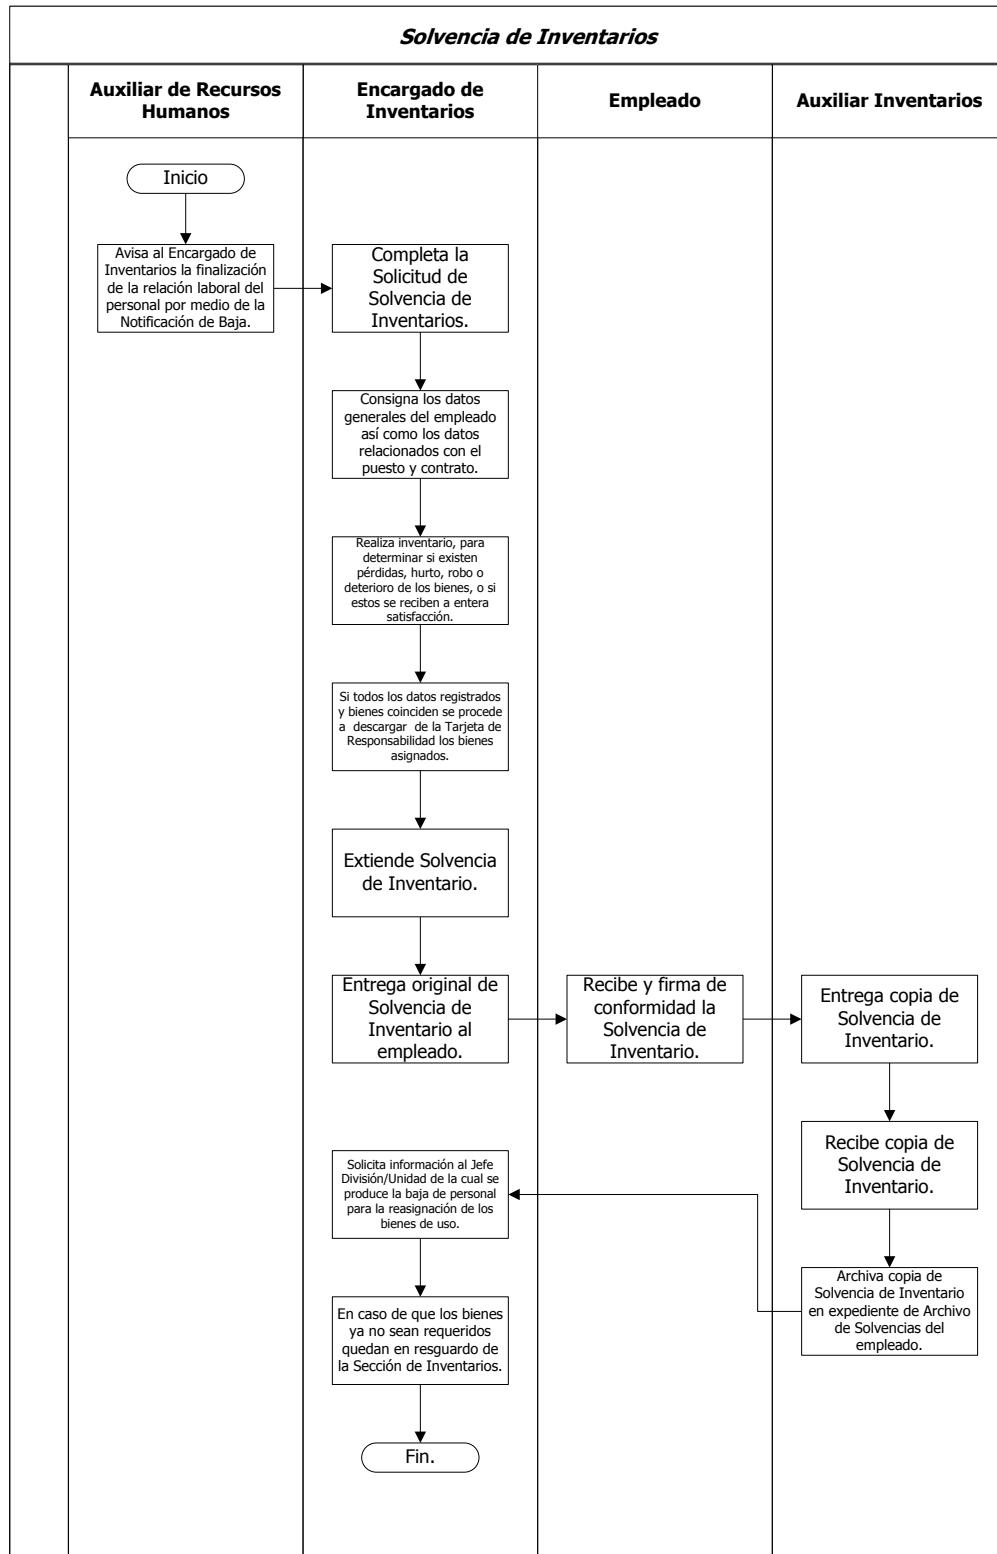 Solvencia de Inventarios
Auxiliar de Recursos
Humanos
Encargado de
Inventarios
Empleado
Auxiliar Inventarios
Inicio
Avisa al Encargado de
Inventarios la finalización
de la relación laboral del
personal por medio de la
Notificación de Baja.
Completa la
Solicitud de
Solvencia de
Inventarios.
Consigna los datos
generales del empleado
así como los datos
relacionados con el
puesto y contrato.
Realiza inventario, para
determinar si existen
pérdidas, hurto, robo o
deterioro de los bienes, o si
estos se reciben a entera
satisfacción.
Si todos los datos registrados
y bienes coinciden se procede
a descargar de la Tarjeta de
Responsabilidad los bienes
asignados.
Extiende Solvencia
de Inventario.
Entrega original de
Solvencia de
Inventario al
empleado.
Recibe y firma de
conformidad la
Solvencia de
Inventario.
Entrega copia de
Solvencia de
Inventario.
Recibe copia de
Solvencia de
Inventario.
Archiva copia de
Solvencia de Inventario
en expediente de Archivo
de Solvencias del
empleado.
Solicita información al Jefe
División/Unidad de la cual se
produce la baja de personal
para la reasignación de los
bienes de uso.
En caso de que los bienes
ya no sean requeridos
quedan en resguardo de
la Sección de Inventarios.
Fin.